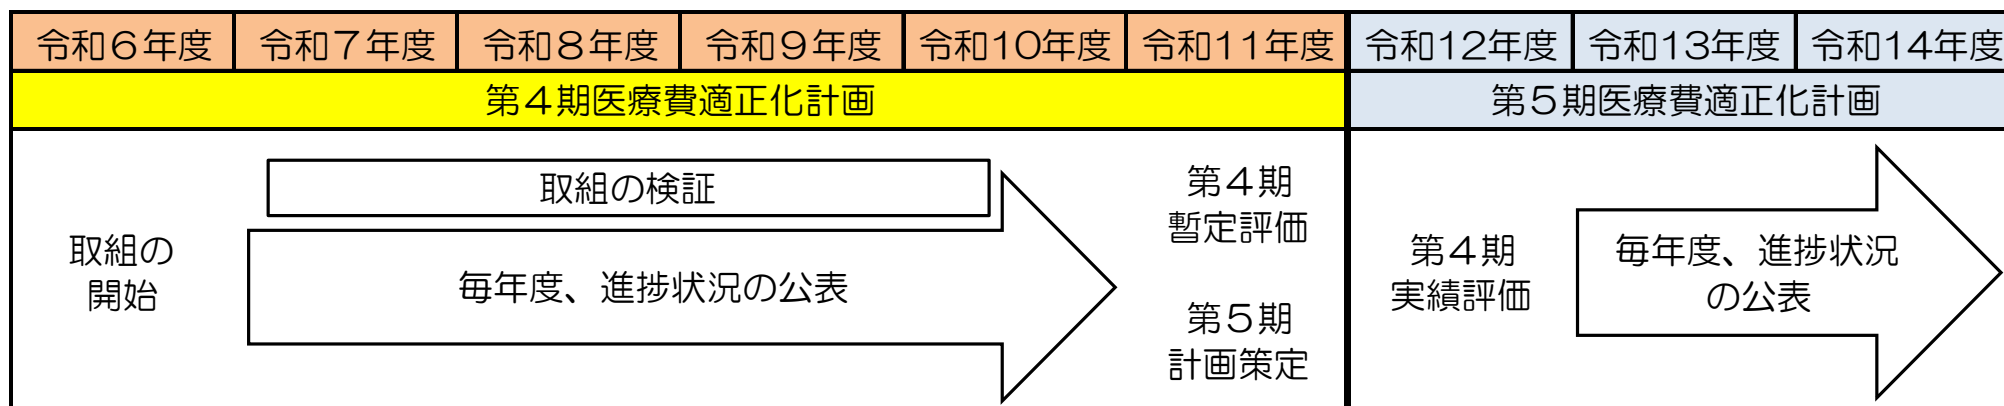 令和６年度
令和７年度
令和８年度
令和９年度
令和10年度
令和11年度
令和12年度
令和13年度
令和14年度
第４期医療費適正化計画
第５期医療費適正化計画
取組の
開始
取組の検証
毎年度、進捗状況の公表
第４期
暫定評価
第５期
計画策定
第４期
実績評価
毎年度、進捗状況
の公表